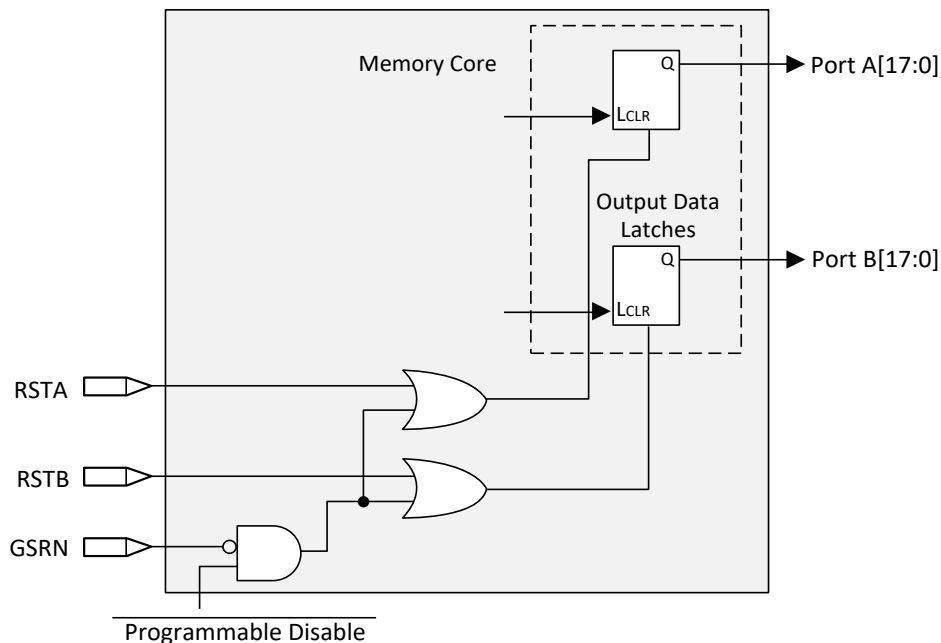 Memory Core
Q
Port A[17:0]
LCLR
Output Data
Latches
Q
Port B[17:0]
LCLR
RSTA
RSTB
GSRN
Programmable Disable